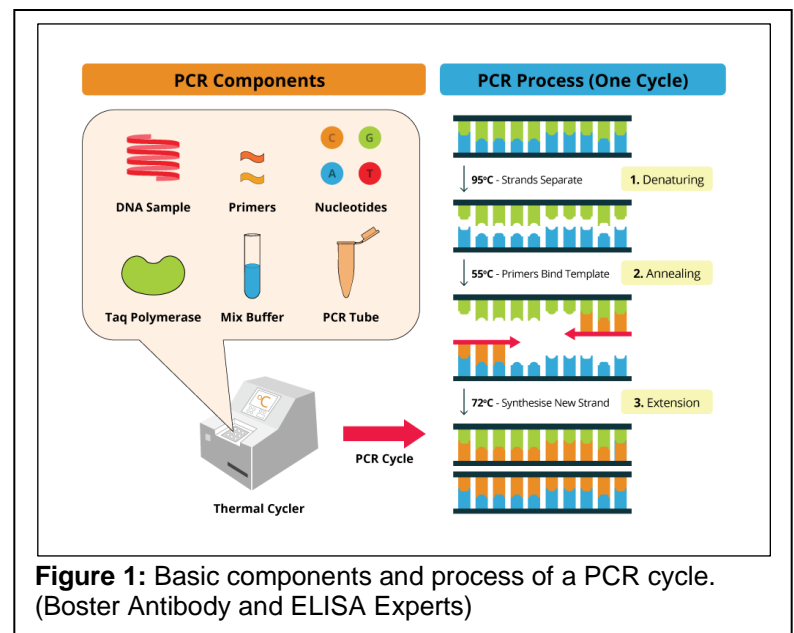 PCR Components
PCR Process (One Cycle)
C
G
A
T
DNA Sample
Primers
Nucleotides
Taq Polymerase
Mix Buffer
PCR Tube
°C
Thermal Cycler
PCR Cycle
95ºC - Strands Separate
1. Denaturing
55ºC - Primers Bind Template
2. Annealing
72ºC - Synthesise New Strand
3. Extension
Figure 1: Basic components and process of a PCR cycle.
(Boster Antibody and ELISA Experts)